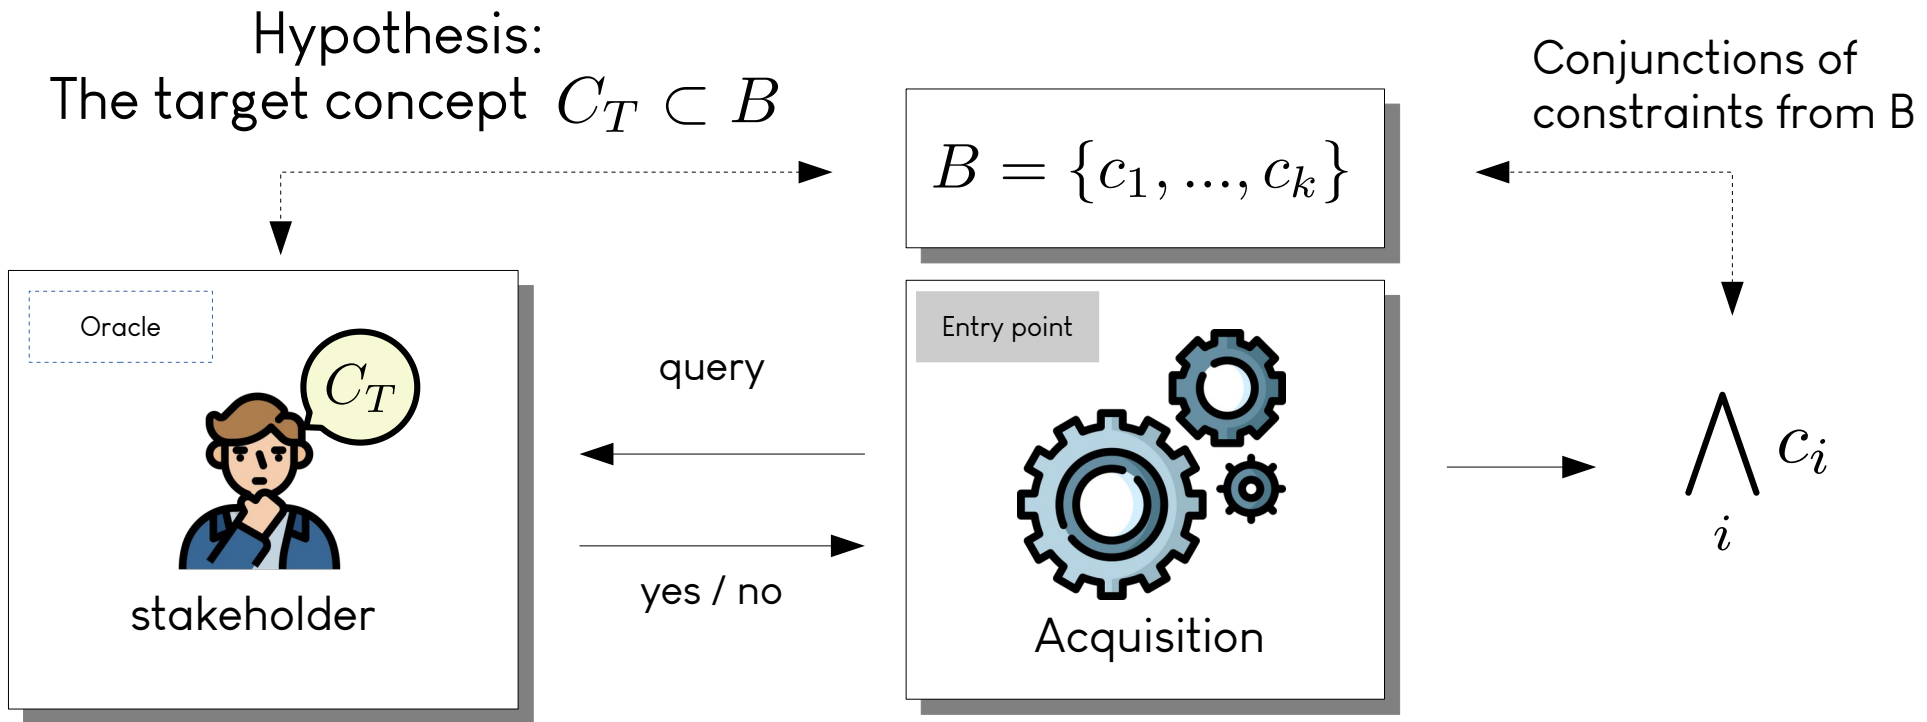 Hypothesis:
The target concept C_T ⊂ B
Conjunctions of
constraints from B
B = {c_1, ..., c_k}
Oracle
C_T
stakeholder
query
yes / no
Entry point
Acquisition
⋀ c_i
i